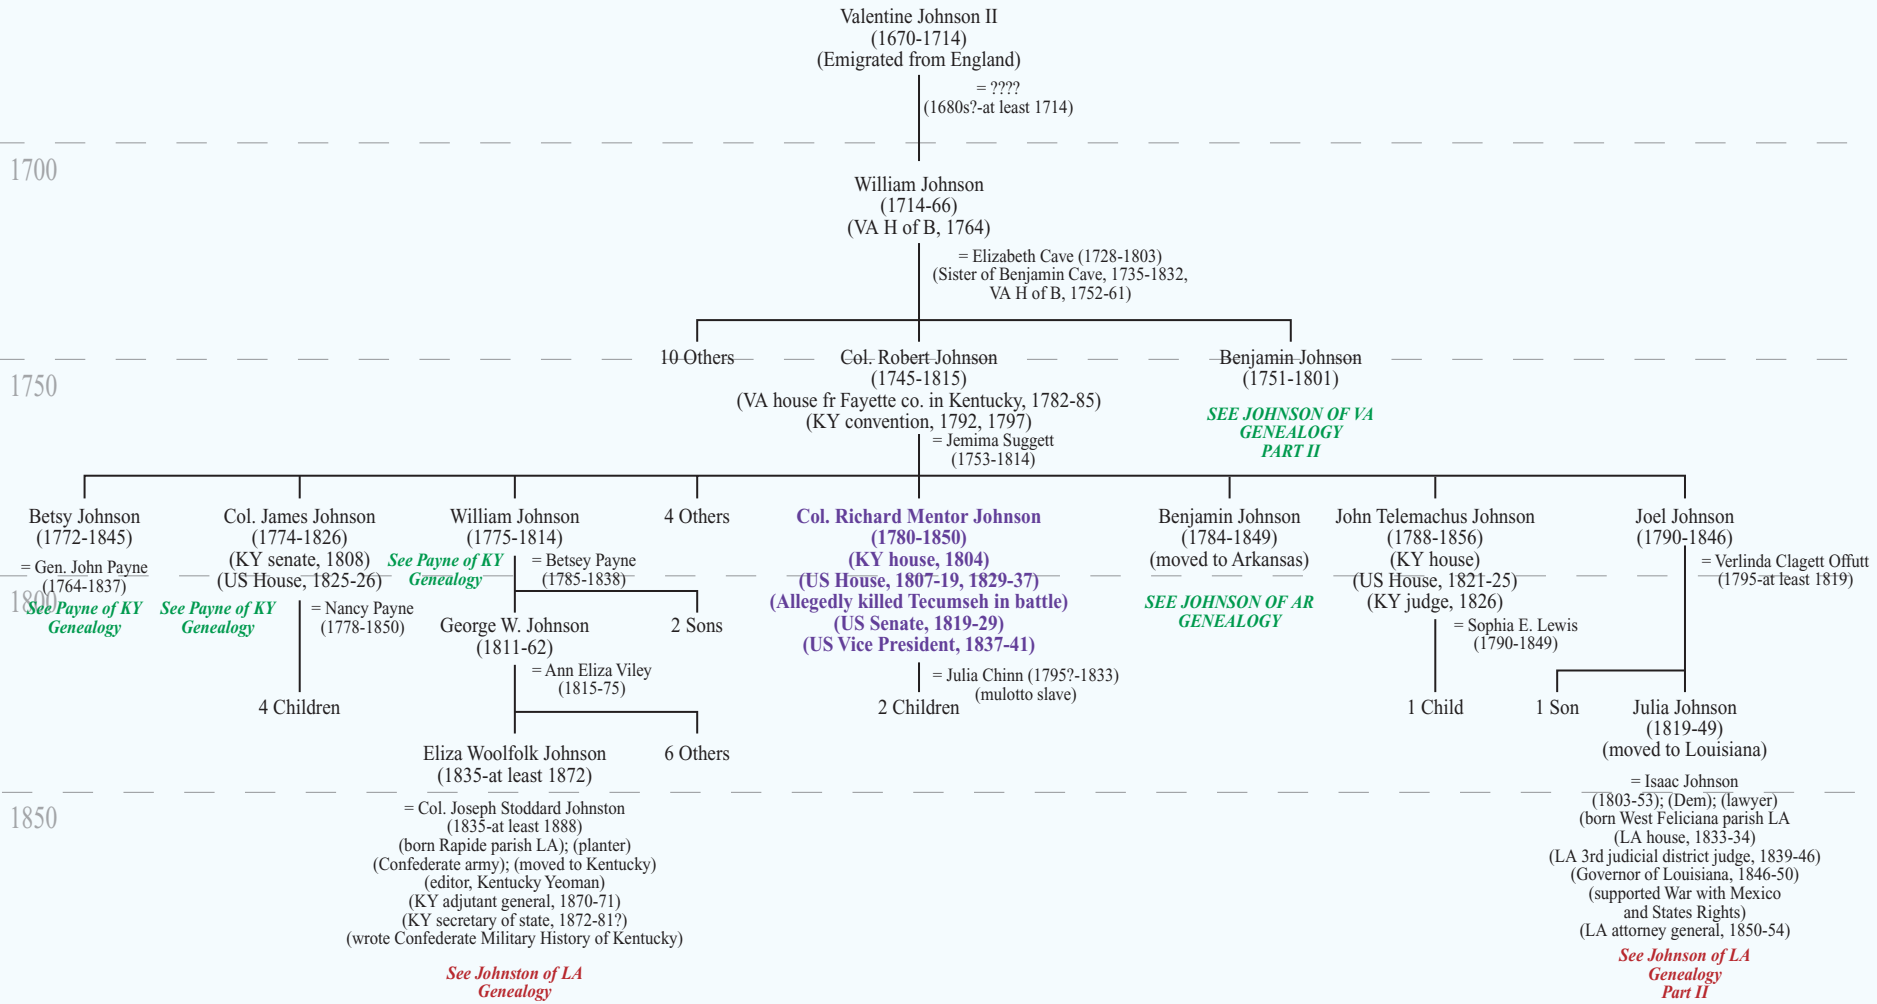 Valentine Johnson II
(1670-1714)
(Emigrated from England)
= ????
(1680s?-at least 1714)
1700
William Johnson
(1714-66)
(VA H of B, 1764)
= Elizabeth Cave (1728-1803)
(Sister of Benjamin Cave, 1735-1832,
VA H of B, 1752-61)
10 Others
Col. Robert Johnson
(1745-1815)
(VA house fr Fayette co. in Kentucky, 1782-85)
(KY convention, 1792, 1797)
= Jemima Suggett
(1753-1814)
Benjamin Johnson
(1751-1801)
SEE JOHNSON OF VA
GENEALOGY
PART II
1750
Betsy Johnson
(1772-1845)
= Gen. John Payne
(1764-1837)
See Payne of KY
Genealogy
Col. James Johnson
(1774-1826)
(KY senate, 1808)
(US House, 1825-26)
See Payne of KY
Genealogy
= Nancy Payne
(1778-1850)
4 Children
William Johnson
(1775-1814)
See Payne of KY
Genealogy
= Betsey Payne
(1785-1838)
George W. Johnson
(1811-62)
2 Sons
= Ann Eliza Viley
(1815-75)
Eliza Woolfolk Johnson
(1835-at least 1872)
6 Others
= Col. Joseph Stoddard Johnston
(1835-at least 1888)
(born Rapide parish LA); (planter)
(Confederate army); (moved to Kentucky)
(editor, Kentucky Yeoman)
(KY adjutant general, 1870-71)
(KY secretary of state, 1872-81?)
(wrote Confederate Military History of Kentucky)
See Johnston of LA
Genealogy
4 Others
Col. Richard Mentor Johnson
(1780-1850)
(KY house, 1804)
(US House, 1807-19, 1829-37)
(Allegedly killed Tecumseh in battle)
(US Senate, 1819-29)
(US Vice President, 1837-41)
= Julia Chinn (1795?-1833)
(mulotto slave)
2 Children
Benjamin Johnson
(1784-1849)
(moved to Arkansas)
SEE JOHNSON OF AR
GENEALOGY
John Telemachus Johnson
(1788-1856)
(KY house)
(US House, 1821-25)
(KY judge, 1826)
= Sophia E. Lewis
(1790-1849)
1 Child
Joel Johnson
(1790-1846)
= Verlinda Clagett Offutt
(1795-at least 1819)
1 Son
Julia Johnson
(1819-49)
(moved to Louisiana)
= Isaac Johnson
(1803-53); (Dem); (lawyer)
(born West Feliciana parish LA
(LA house, 1833-34)
(LA 3rd judicial district judge, 1839-46)
(Governor of Louisiana, 1846-50)
(supported War with Mexico
and States Rights)
(LA attorney general, 1850-54)
See Johnson of LA
Genealogy
Part II
1800
1850